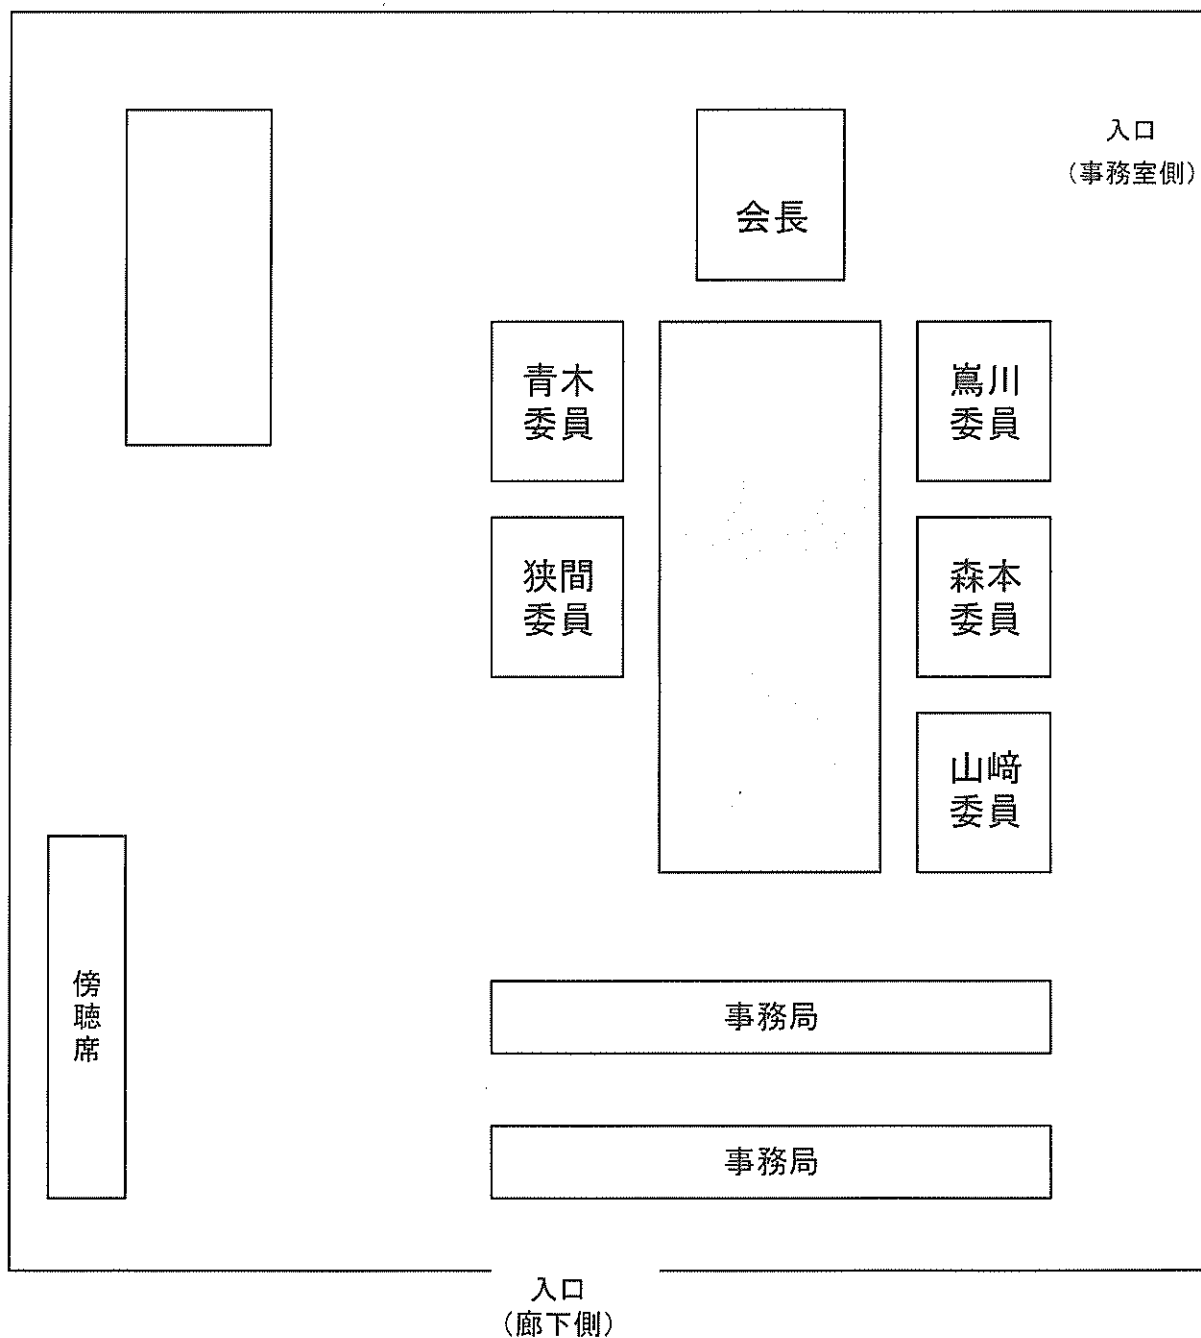 入口
（事務室側）
会長
青木
委員
嶌川
委員
狭間
委員
森本
委員
山﨑
委員
傍聴席
事務局
事務局
入口
（廊下側）